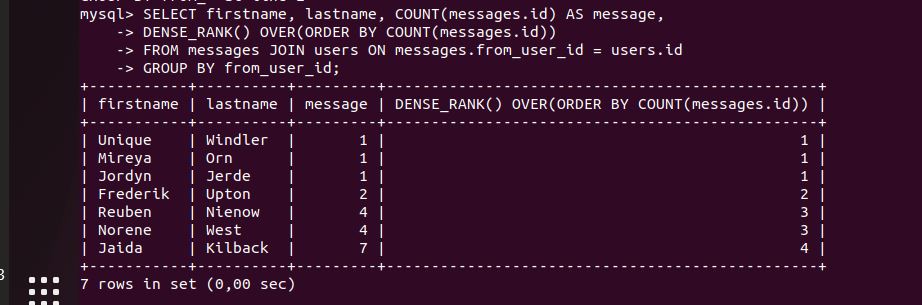 mysql> SELECT firstname, lastname, COUNT(messages.id) AS message,
    -> DENSE_RANK() OVER(ORDER BY COUNT(messages.id))
    -> FROM messages JOIN users ON messages.from_user_id = users.id
    -> GROUP BY from_user_id;
+-----------+----------+---------+------------------------------------------------+
| firstname | lastname | message | DENSE_RANK() OVER(ORDER BY COUNT(messages.id)) |
+-----------+----------+---------+------------------------------------------------+
| Unique    | Windler  |       1 |                                              1 |
| Mireya    | Orn      |       1 |                                              1 |
| Jordyn    | Jerde    |       1 |                                              1 |
| Frederik  | Upton    |       2 |                                              2 |
| Reuben    | Nienow   |       4 |                                              3 |
| Norene    | West     |       4 |                                              3 |
| Jaida     | Kilback  |       7 |                                              4 |
+-----------+----------+---------+------------------------------------------------+
7 rows in set (0,00 sec)